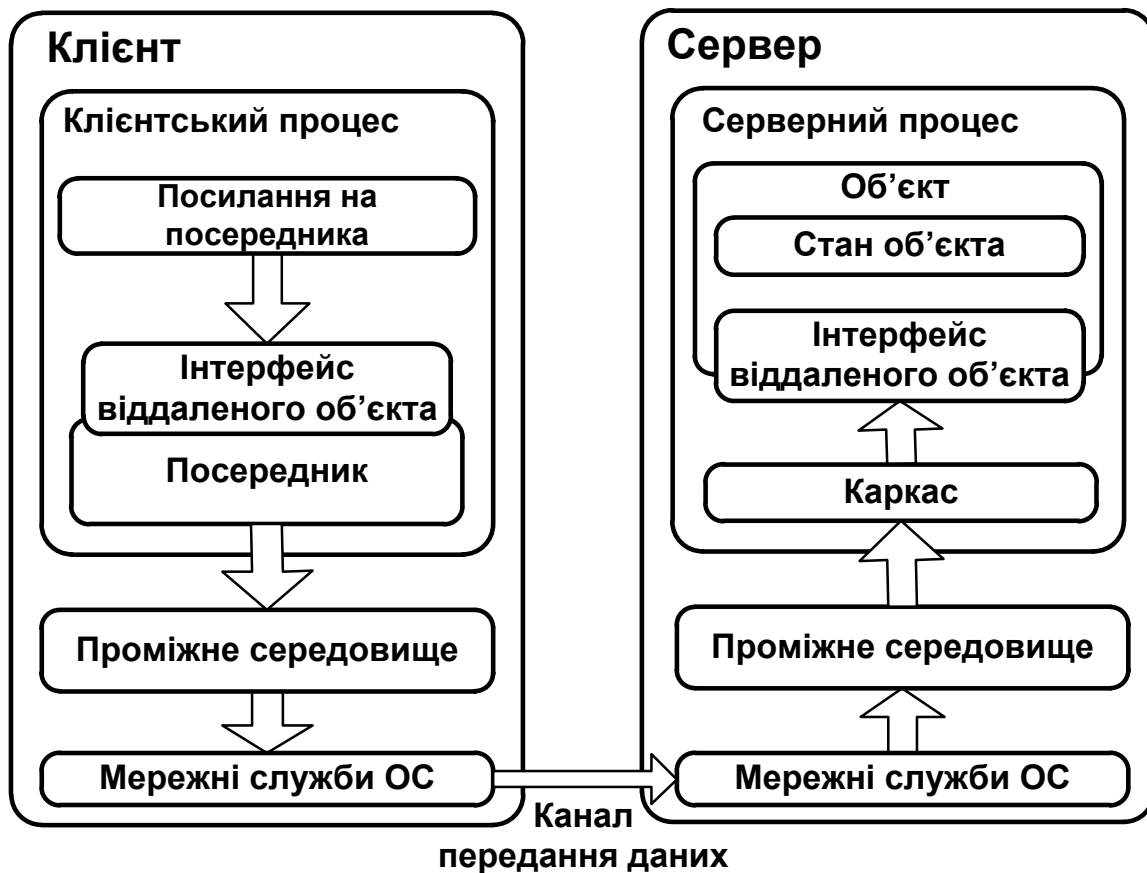 Клієнт
Клієнтський процес
Посилання на
посередника
Інтерфейс
віддаленого об’єкта
Посередник
Проміжне середовище
Мережні служби ОС
Канал
передання даних
Сервер
Серверний процес
Об’єкт
Стан об’єкта
Інтерфейс
віддаленого об’єкта
Каркас
Проміжне середовище
Мережні служби ОС